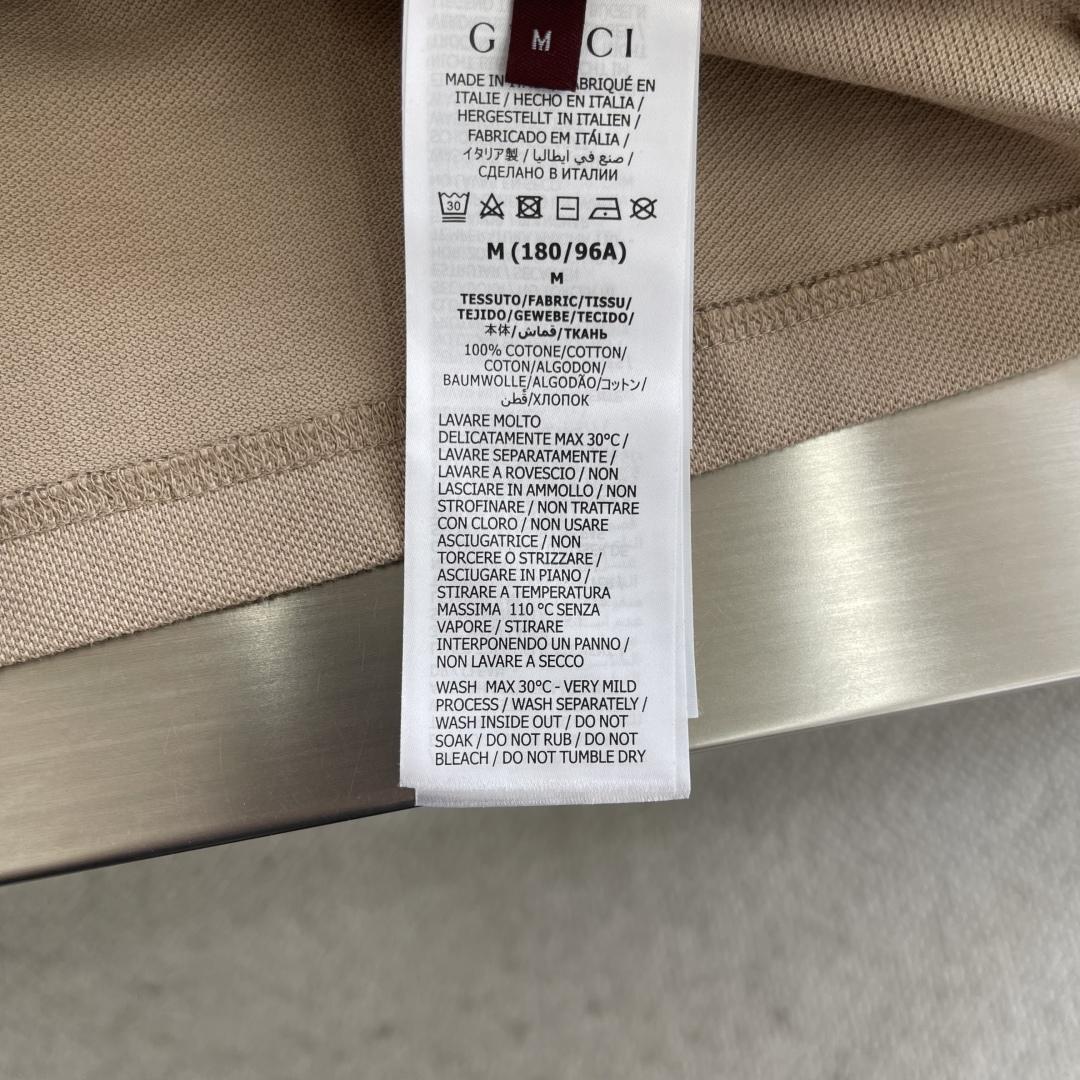 G CI
M
MADE IN ABRIQUÉ EN
ITALIE / HECHO EN ITALIA /
HERGESTELLT IN ITALIEN /
FABRICADO EM ITÁLIA /
イタリア製 / صنع في ايطاليا /
СДЕЛАНО В ИТАЛИИ
30
M (180/96A)
M
TESSUTO/FABRIC/TISSU/
TEJIDO/GEWEBE/TECIDO/
本体/قماش/ТКАНЬ
100% COTONE/COTTON/
COTON/ALGODON/
BAUMWOLLE/ALGODÃO/コットン/
قطن/ХЛОПОК
LAVARE MOLTO
DELICATAMENTE MAX 30°C /
LAVARE SEPARATAMENTE /
LAVARE A ROVESCIO / NON
LASCIARE IN AMMOLLO / NON
STROFINARE / NON TRATTARE
CON CLORO / NON USARE
ASCIUGATRICE / NON
TORCERE O STRIZZARE /
ASCIUGARE IN PIANO /
STIRARE A TEMPERATURA
MASSIMA 110 °C SENZA
VAPORE / STIRARE
INTERPONENDO UN PANNO /
NON LAVARE A SECCO
WASH MAX 30°C - VERY MILD
PROCESS / WASH SEPARATELY /
WASH INSIDE OUT / DO NOT
SOAK / DO NOT RUB / DO NOT
BLEACH / DO NOT TUMBLE DRY